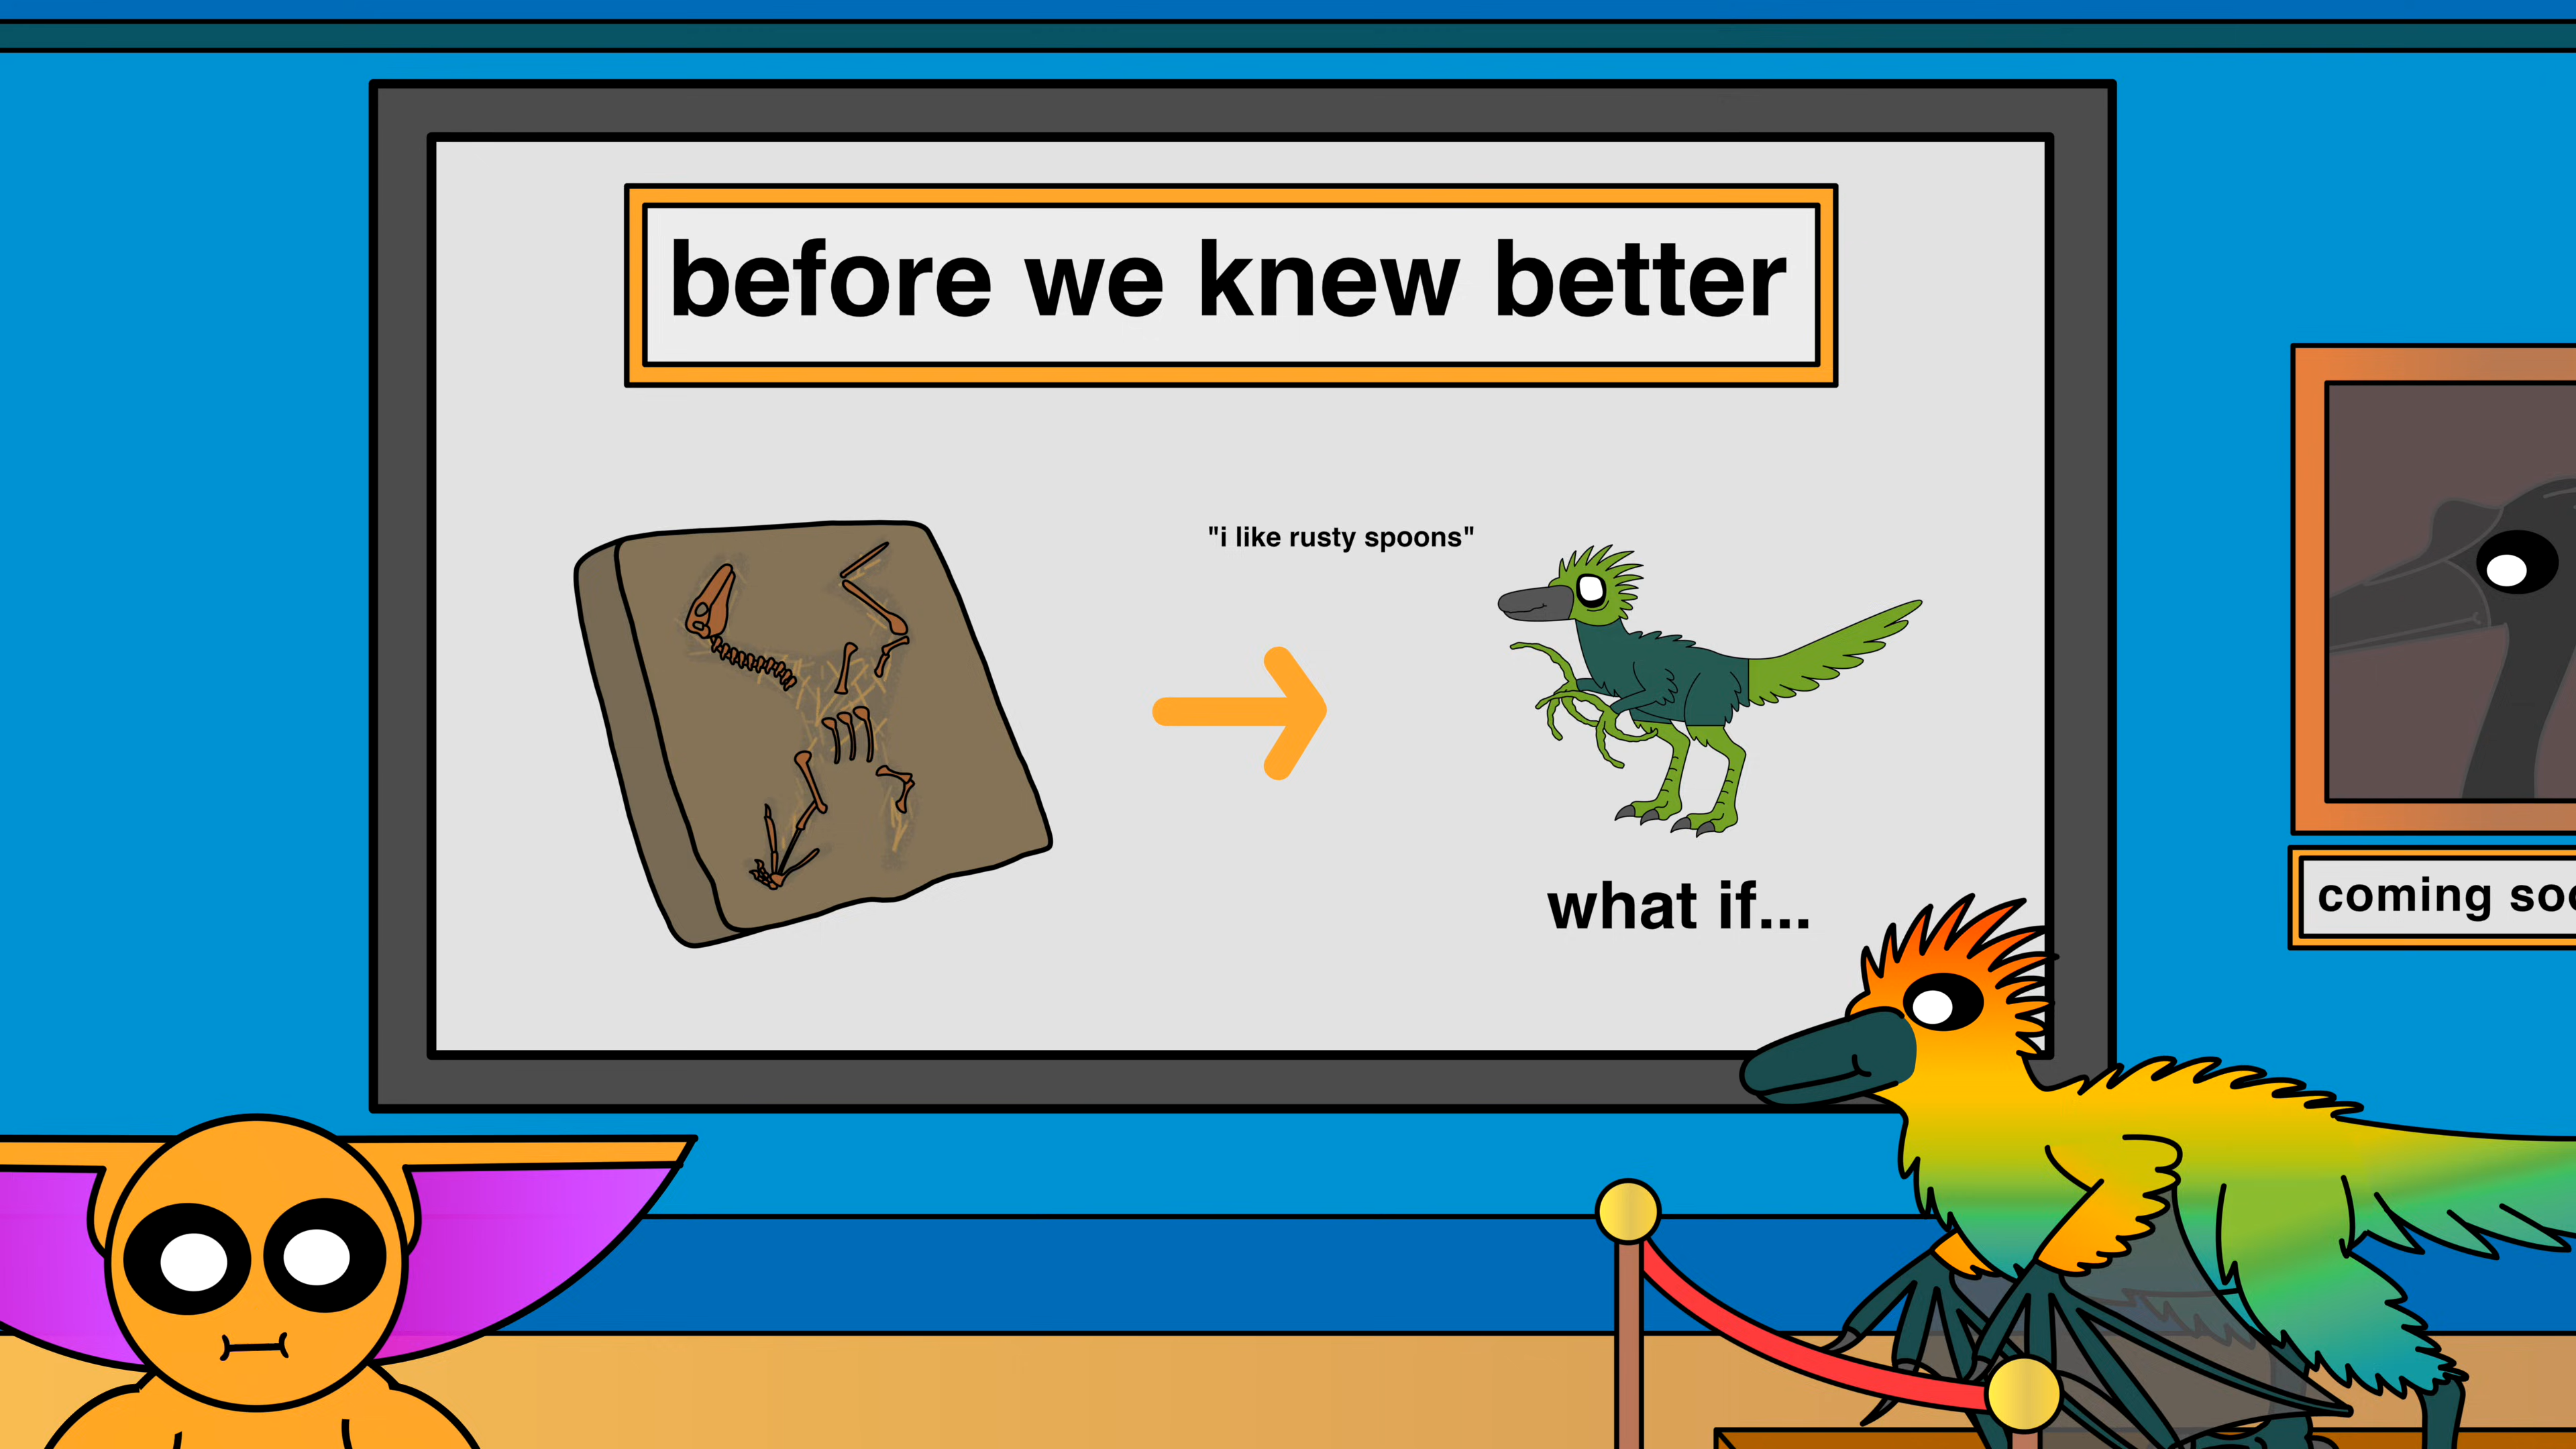 before we knew better
"i like rusty spoons"
what if...
coming soo